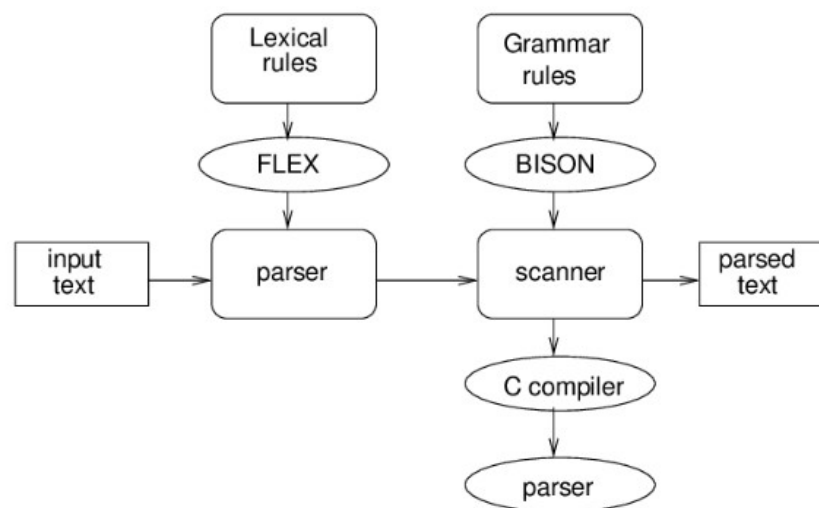 Lexical
rules
Grammar
rules
FLEX
BISON
input
text
parser
scanner
parsed
text
C compiler
parser